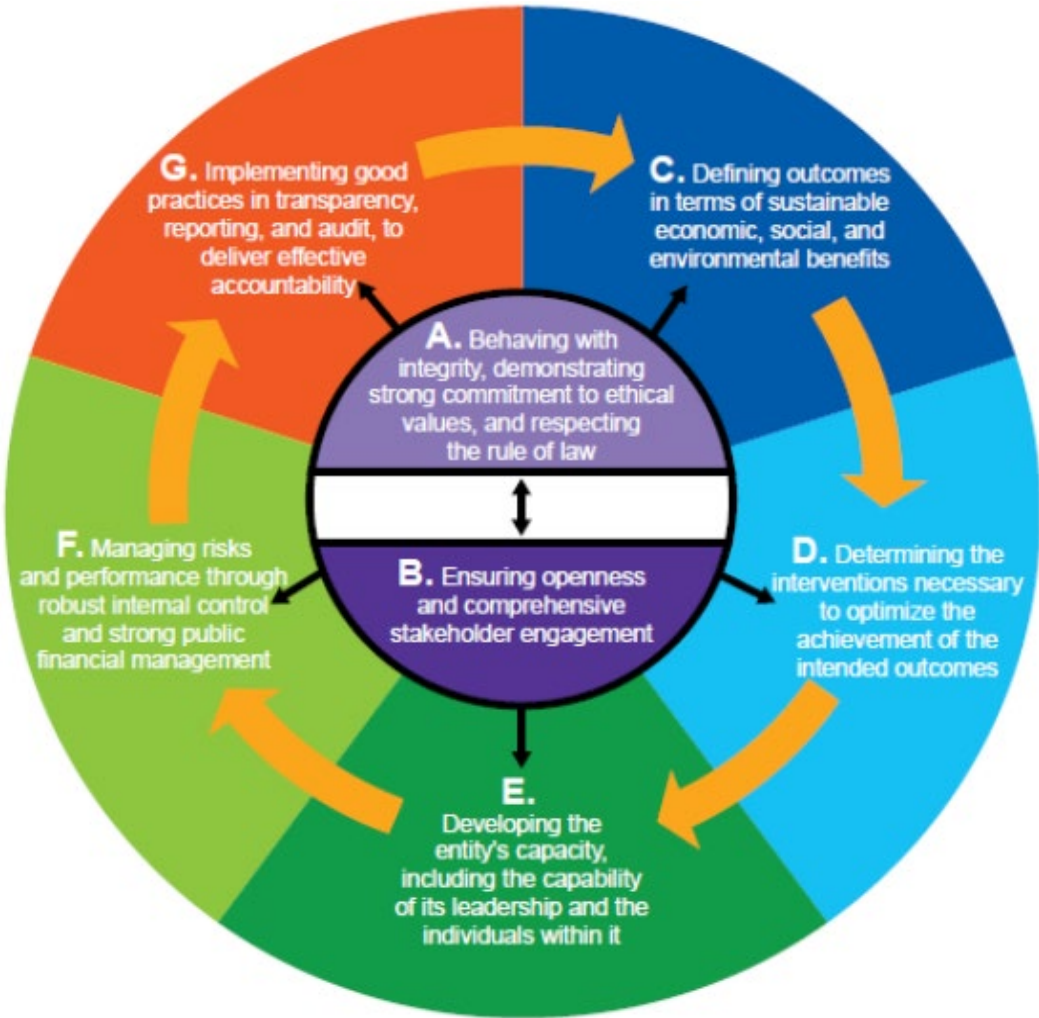 G. Implementing good
practices in transparency,
reporting, and audit, to
deliver effective
accountability
C. Defining outcomes
in terms of sustainable
economic, social, and
environmental benefits
A. Behaving with
integrity, demonstrating
strong commitment to ethical
values, and respecting
the rule of law
F. Managing risks
and performance through
robust internal control
and strong public
financial management
B. Ensuring openness
and comprehensive
stakeholder engagement
D. Determining the
interventions necessary
to optimize the
achievement of the
intended outcomes
E.
Developing the
entity's capacity,
including the capability
of its leadership and the
individuals within it